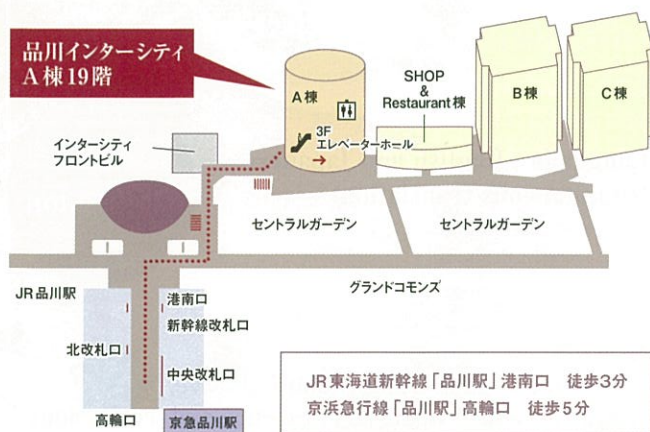 品川インターシティ
A棟19階
A棟
3F
エレベーターホール
SHOP
&
Restaurant棟
B棟
C棟
インターシティ
フロントビル
セントラルガーデン
セントラルガーデン
グランドコモンズ
JR品川駅
港南口
新幹線改札口
北改札口
中央改札口
高輪口
京急品川駅
JR東海道新幹線「品川駅」港南口 徒歩3分
京浜急行線「品川駅」高輪口 徒歩5分